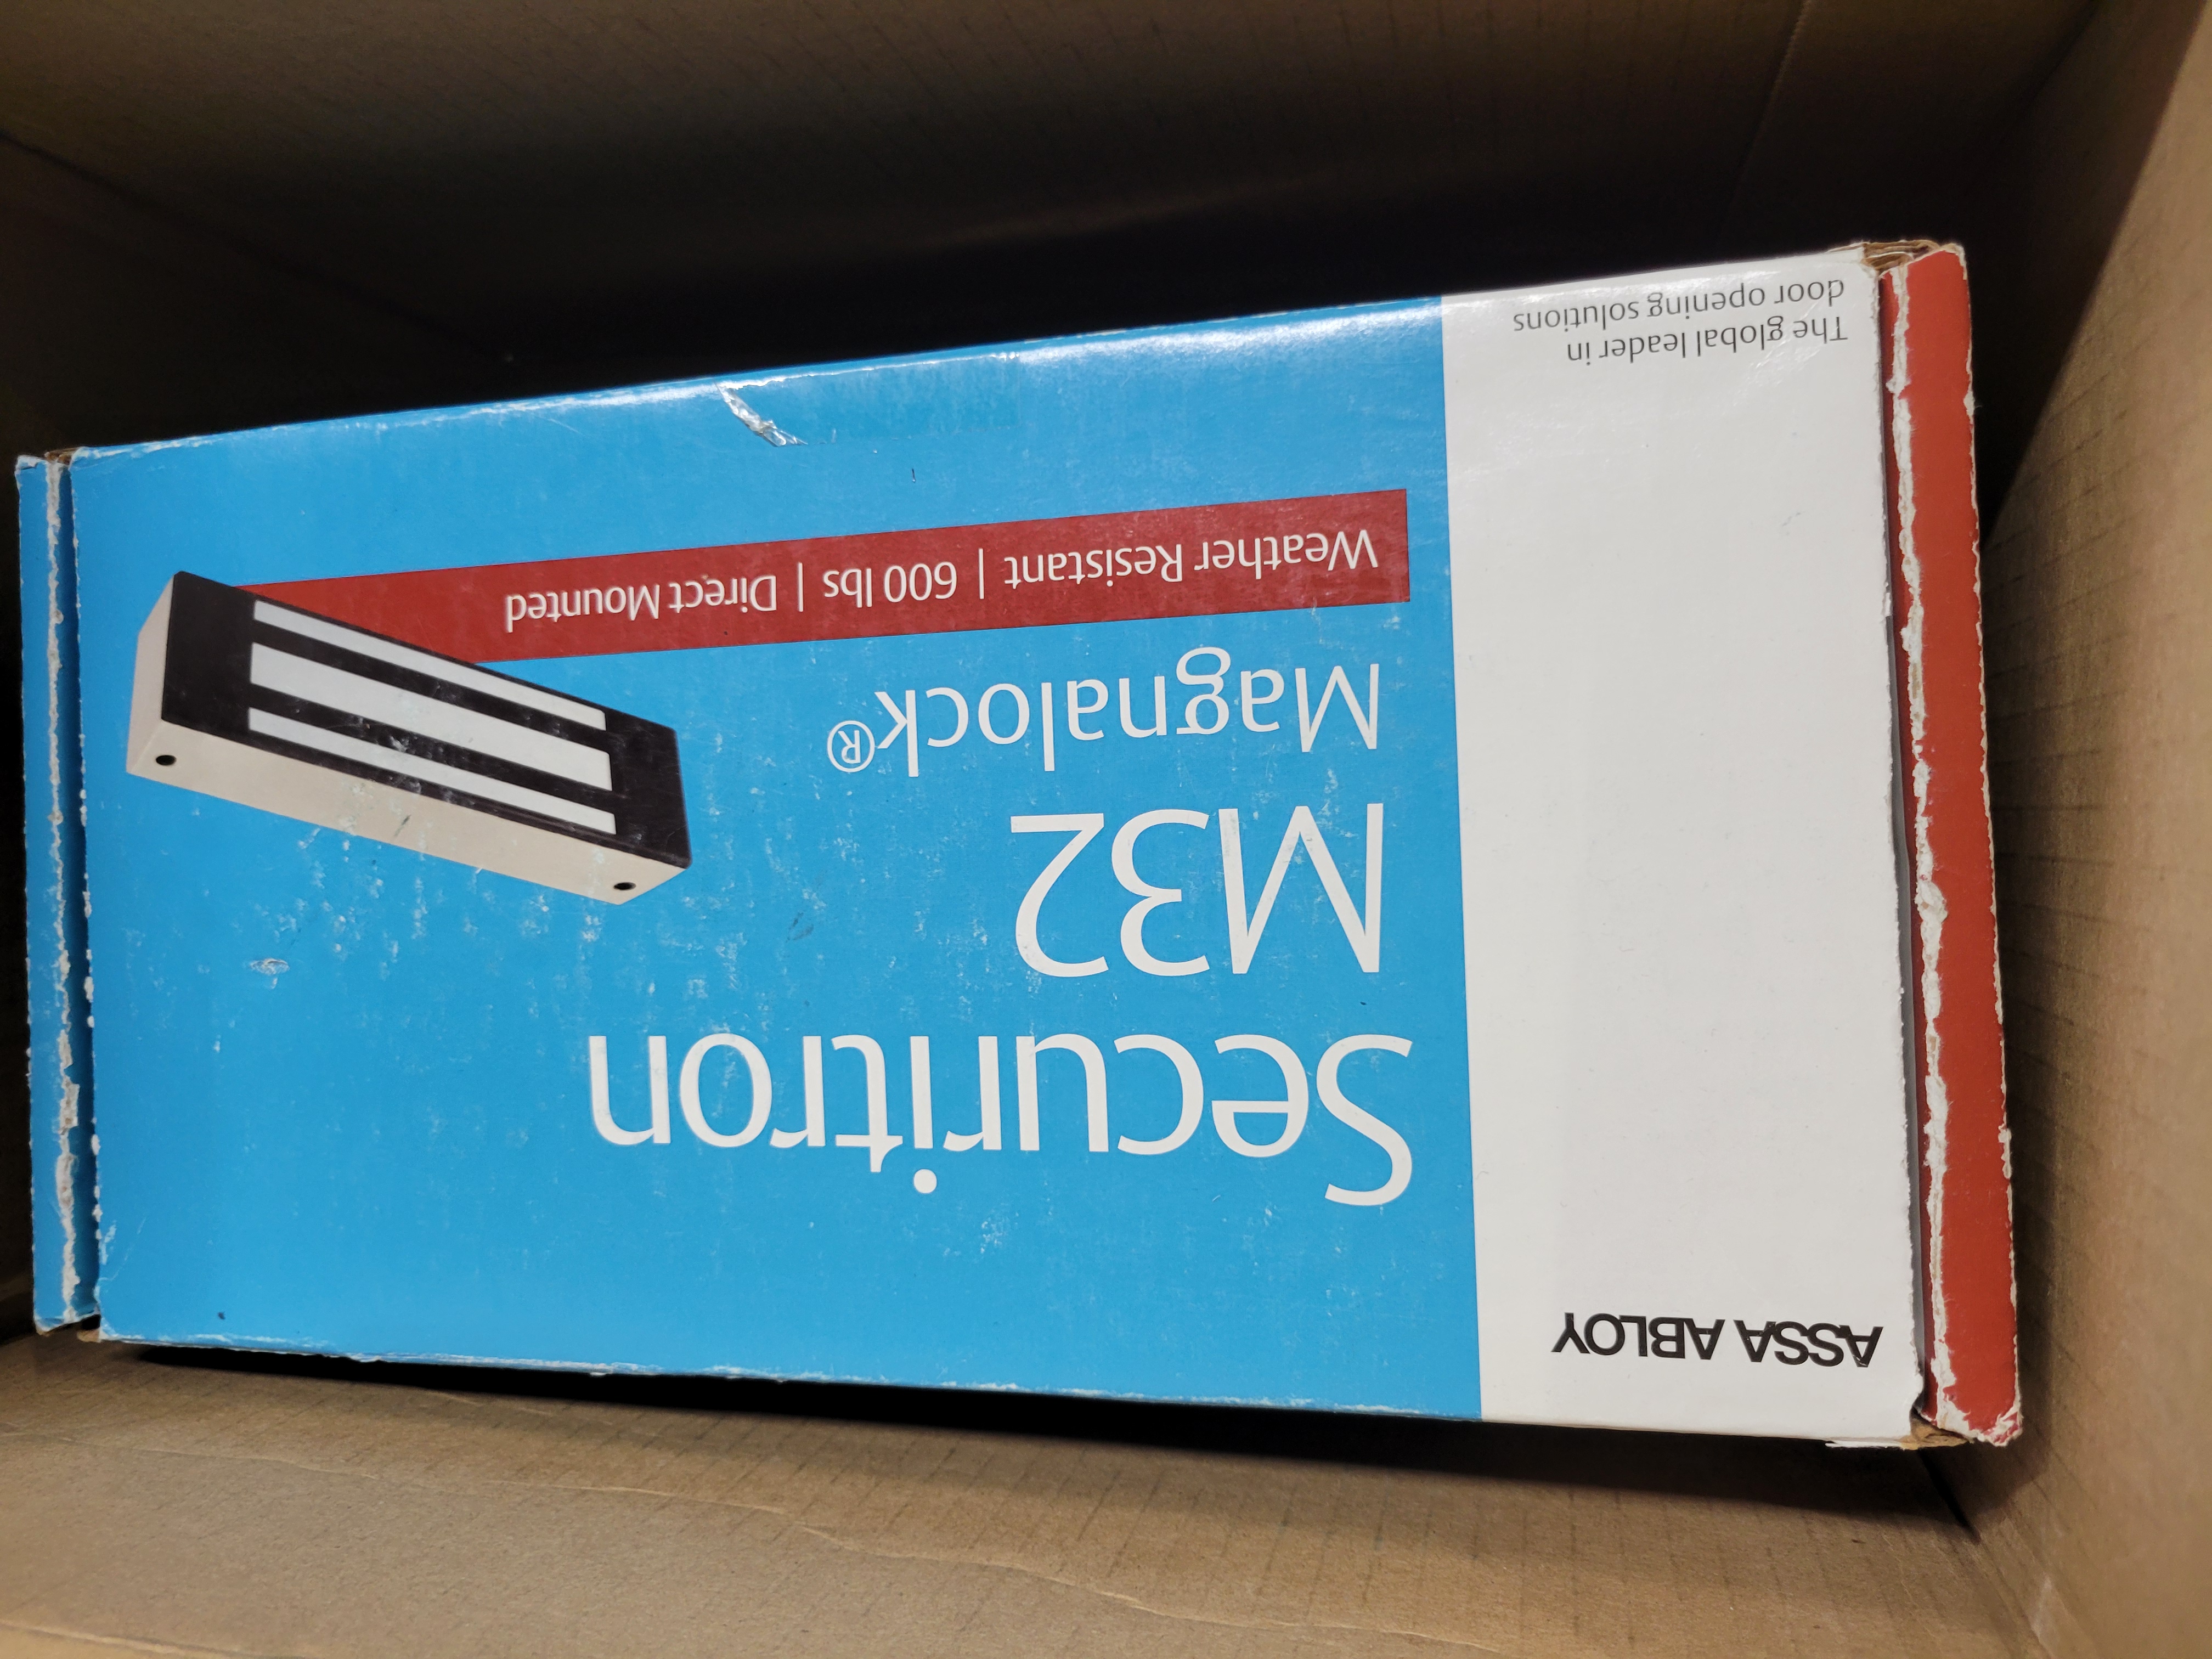 ASSA ABLOY
Securitron
M32
Magnalock®
Weather Resistant | 600 lbs | Direct Mounted
The global leader in
door opening solutions